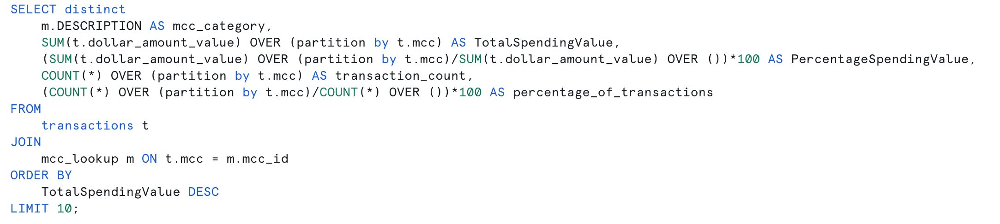 SELECT distinct
    m.DESCRIPTION AS mcc_category,
    SUM(t.dollar_amount_value) OVER (partition by t.mcc) AS TotalSpendingValue,
    (SUM(t.dollar_amount_value) OVER (partition by t.mcc)/SUM(t.dollar_amount_value) OVER ())*100 AS PercentageSpendingValue,
    COUNT(*) OVER (partition by t.mcc) AS transaction_count,
    (COUNT(*) OVER (partition by t.mcc)/COUNT(*) OVER ())*100 AS percentage_of_transactions
FROM
    transactions t
JOIN
    mcc_lookup m ON t.mcc = m.mcc_id
ORDER BY
    TotalSpendingValue DESC
LIMIT 10;